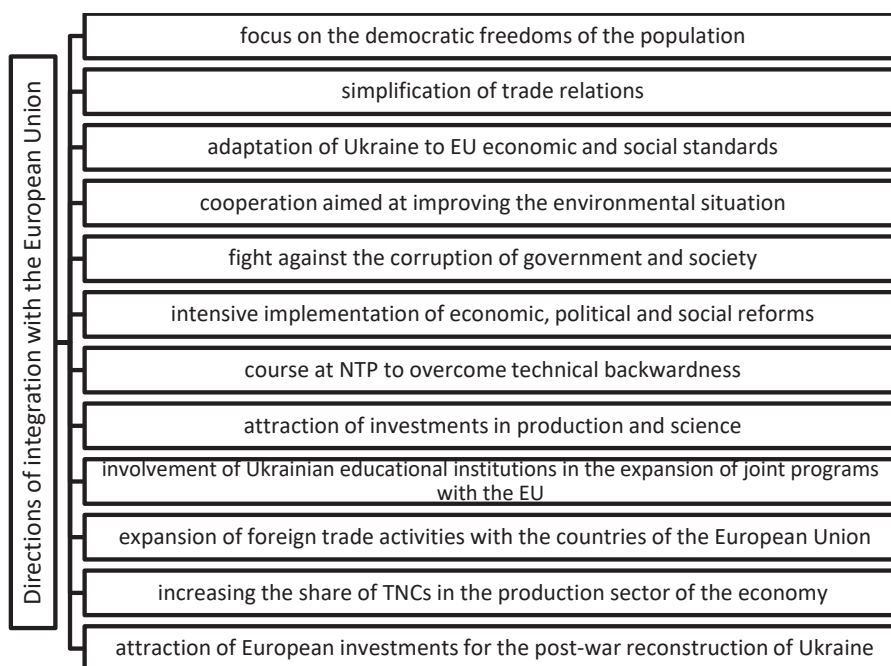 Directions of integration with the European Union
focus on the democratic freedoms of the population
simplification of trade relations
adaptation of Ukraine to EU economic and social standards
cooperation aimed at improving the environmental situation
fight against the corruption of government and society
intensive implementation of economic, political and social reforms
course at NTP to overcome technical backwardness
attraction of investments in production and science
involvement of Ukrainian educational institutions in the expansion of joint programs
with the EU
expansion of foreign trade activities with the countries of the European Union
increasing the share of TNCs in the production sector of the economy
attraction of European investments for the post-war reconstruction of Ukraine